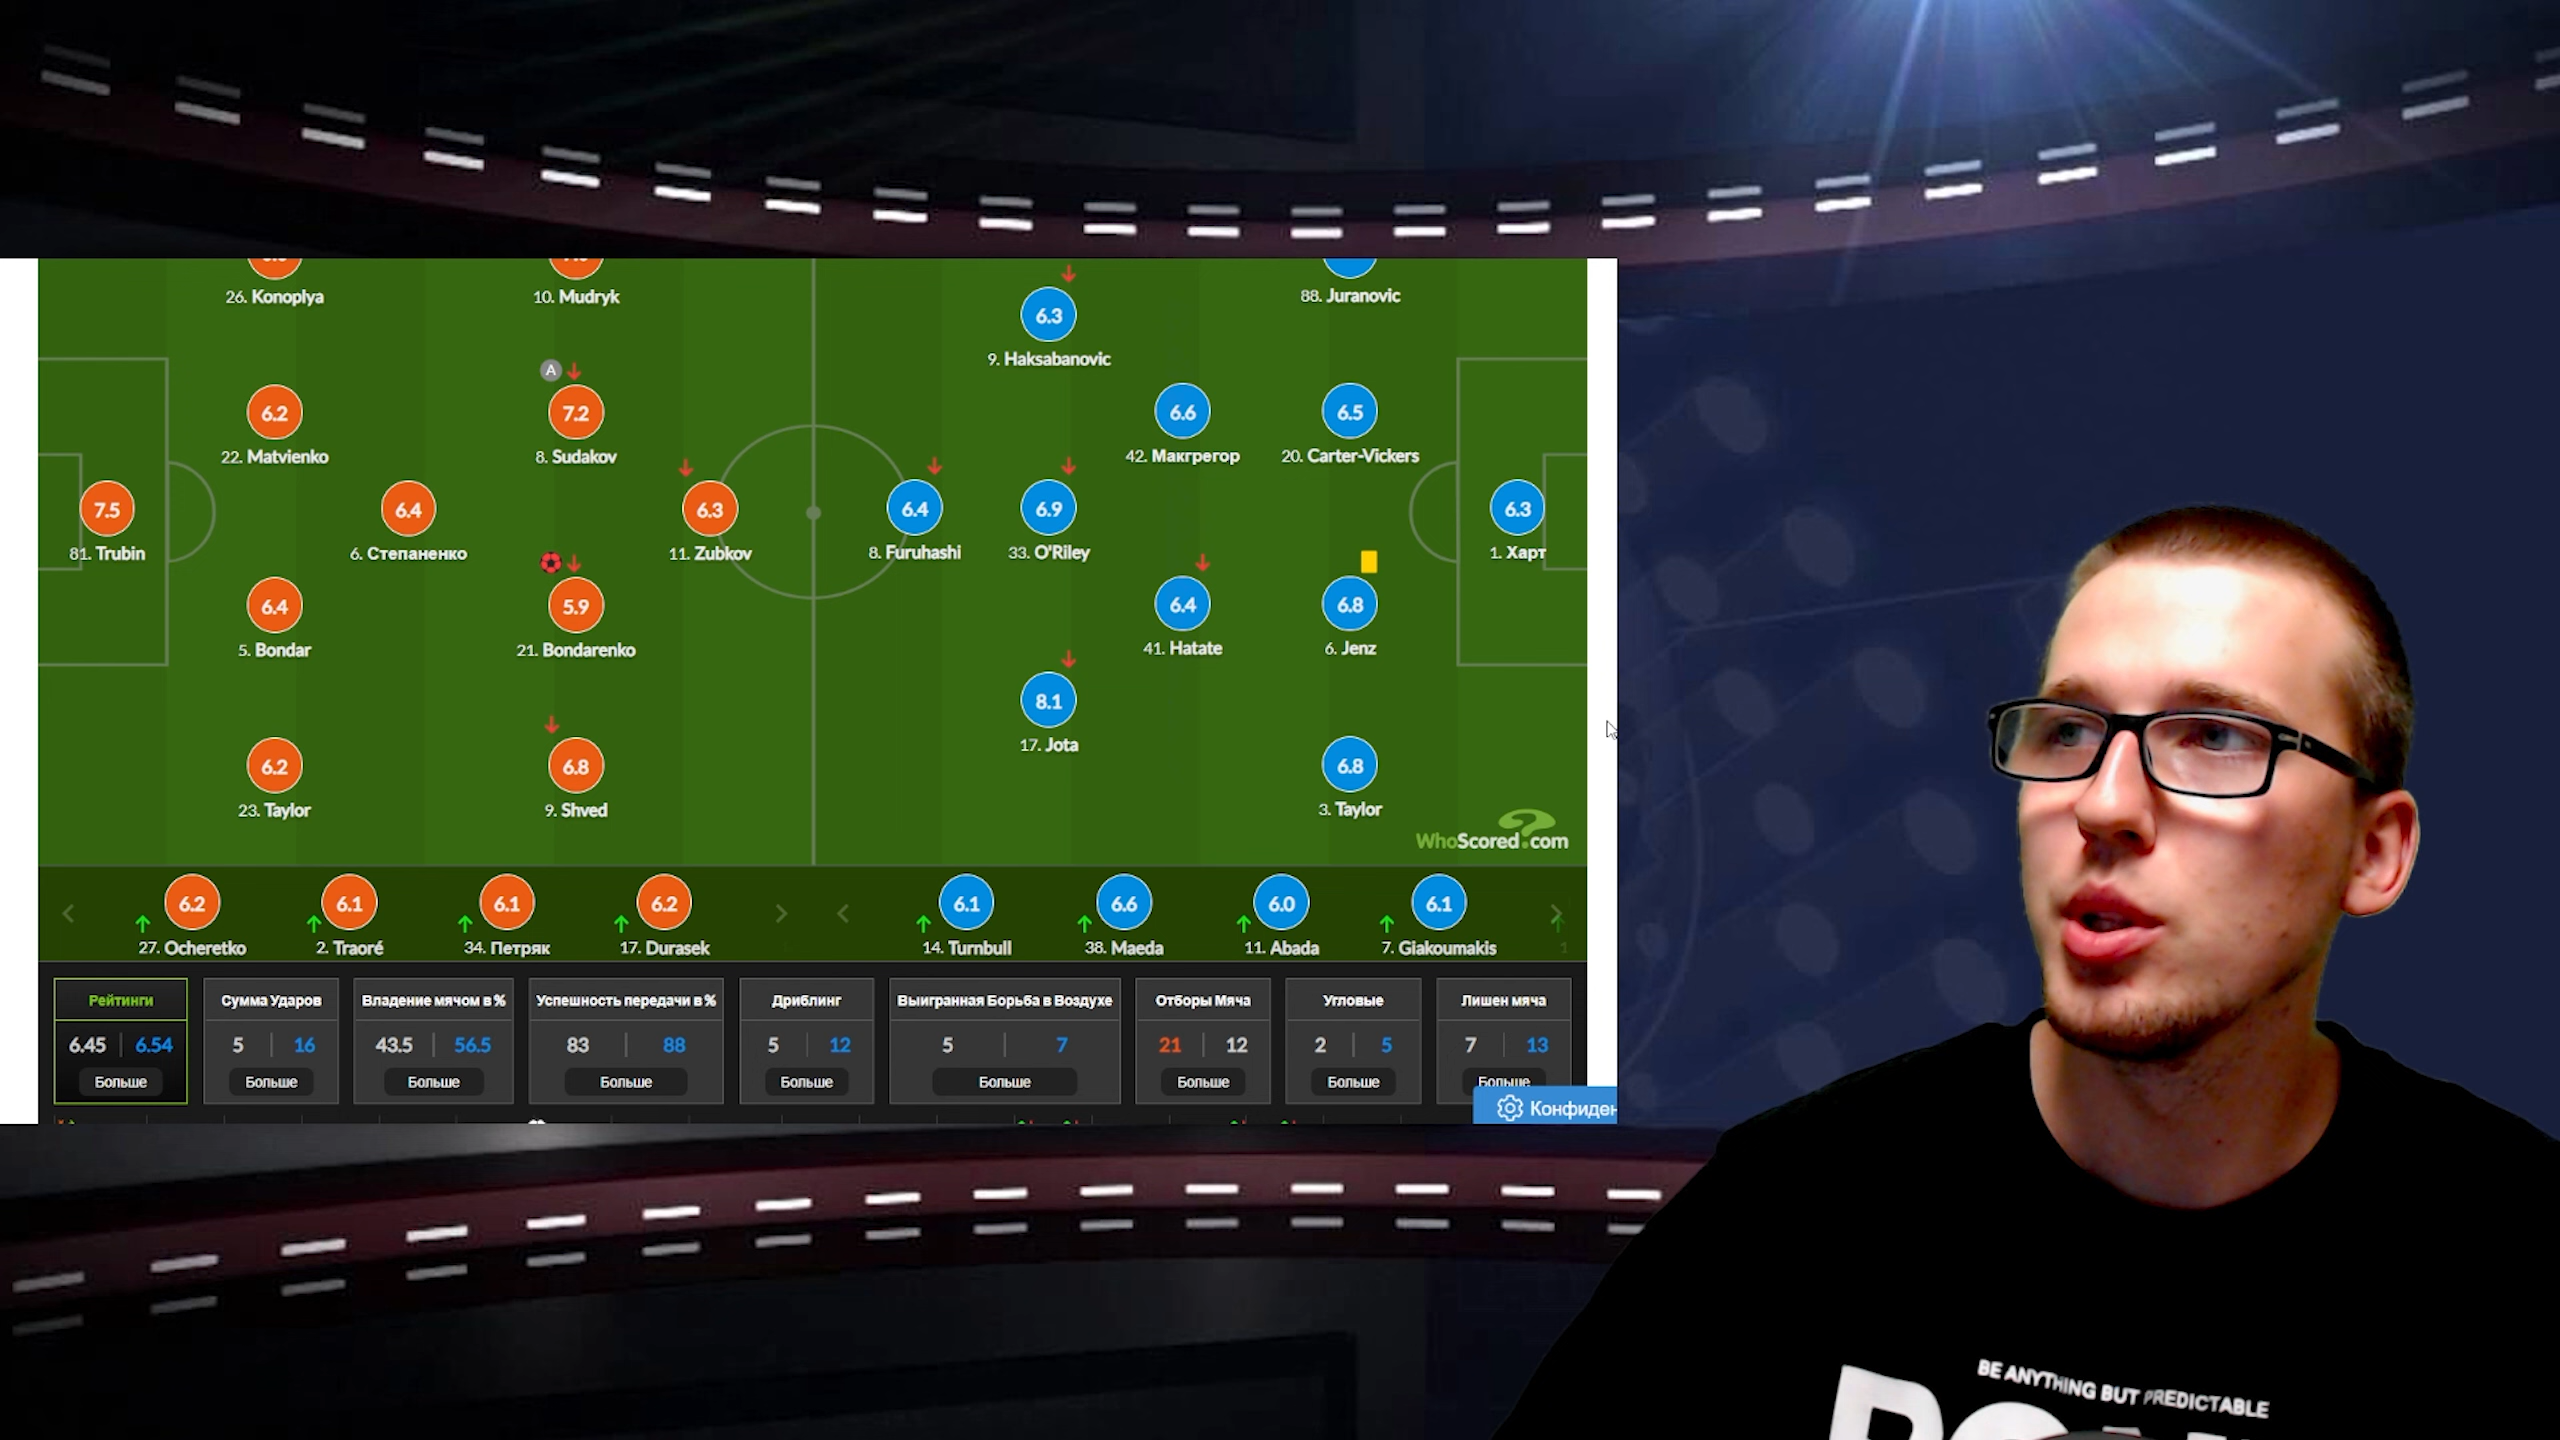 26. Konoplya
10. Mudryk
88. Juranovic
6.3
9. Haksabanovic
A
6.2
22. Matvienko
7.2
8. Sudakov
6.6
42. Макгрегор
6.5
20. Carter-Vickers
7.5
81. Trubin
6.4
6. Степаненко
6.3
11. Zubkov
6.4
8. Furuhashi
6.9
33. O'Riley
6.3
1. Харт
6.4
5. Bondar
5.9
21. Bondarenko
6.4
41. Hatate
6.8
6. Jenz
8.1
17. Jota
6.2
23. Taylor
6.8
9. Shved
6.8
3. Taylor
WhoScored.com
6.2
27. Ocheretko
6.1
2. Traoré
6.1
34. Петряк
6.2
17. Durasek
6.1
14. Turnbull
6.6
38. Maeda
6.0
11. Abada
6.1
7. Giakoumakis
Рейтинги
6.45 6.54
Больше
Сумма Ударов
5 16
Больше
Владение мячом в %
43.5 56.5
Больше
Успешность передачи в %
83 88
Больше
Дриблинг
5 12
Больше
Выигранная Борьба в Воздухе
5 7
Больше
Отборы Мяча
21 12
Больше
Угловые
2 5
Больше
Лишен мяча
7 13
Больше
Конфиден
BE ANYTHING BUT PREDICTABLE